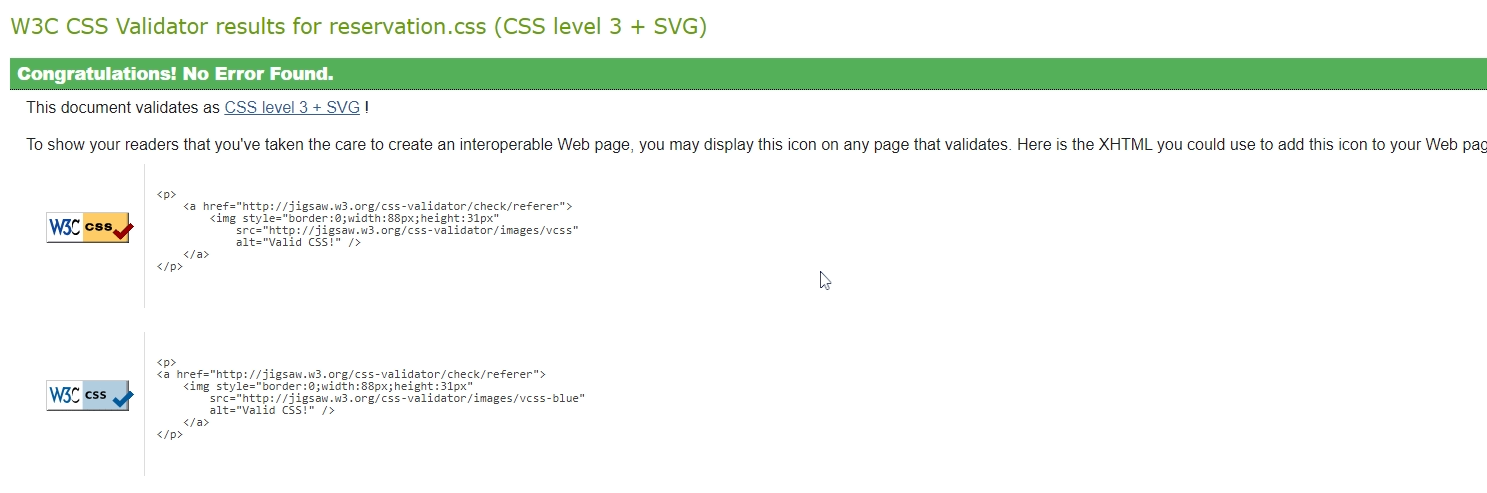 W3C CSS Validator results for reservation.css (CSS level 3 + SVG)
Congratulations! No Error Found.
This document validates as CSS level 3 + SVG !
To show your readers that you've taken the care to create an interoperable Web page, you may display this icon on any page that validates. Here is the XHTML you could use to add this icon to your Web pag
W3C css
<p>
<a href="http://jigsaw.w3.org/css-validator/check/referer">
<img style="border:0;width:88px;height:31px"
src="http://jigsaw.w3.org/css-validator/images/vcss"
alt="Valid CSS!" />
</a>
</p>
W3C css
<p>
<a href="http://jigsaw.w3.org/css-validator/check/referer">
<img style="border:0;width:88px;height:31px"
src="http://jigsaw.w3.org/css-validator/images/vcss-blue"
alt="Valid CSS!" />
</a>
</p>